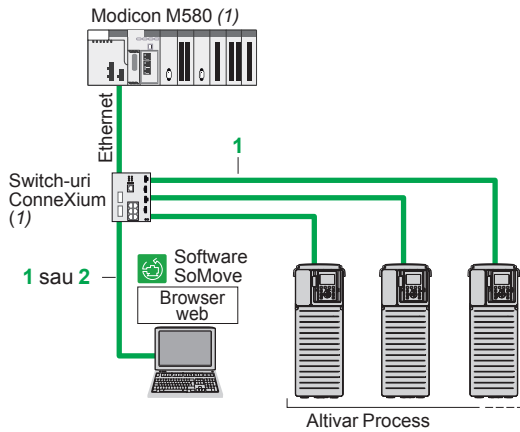 Modicon M580 (1)
Ethernet
1
Switch-uri
ConneXium
(1)
1 sau 2
Software
SoMove
Browser
web
Altivar Process